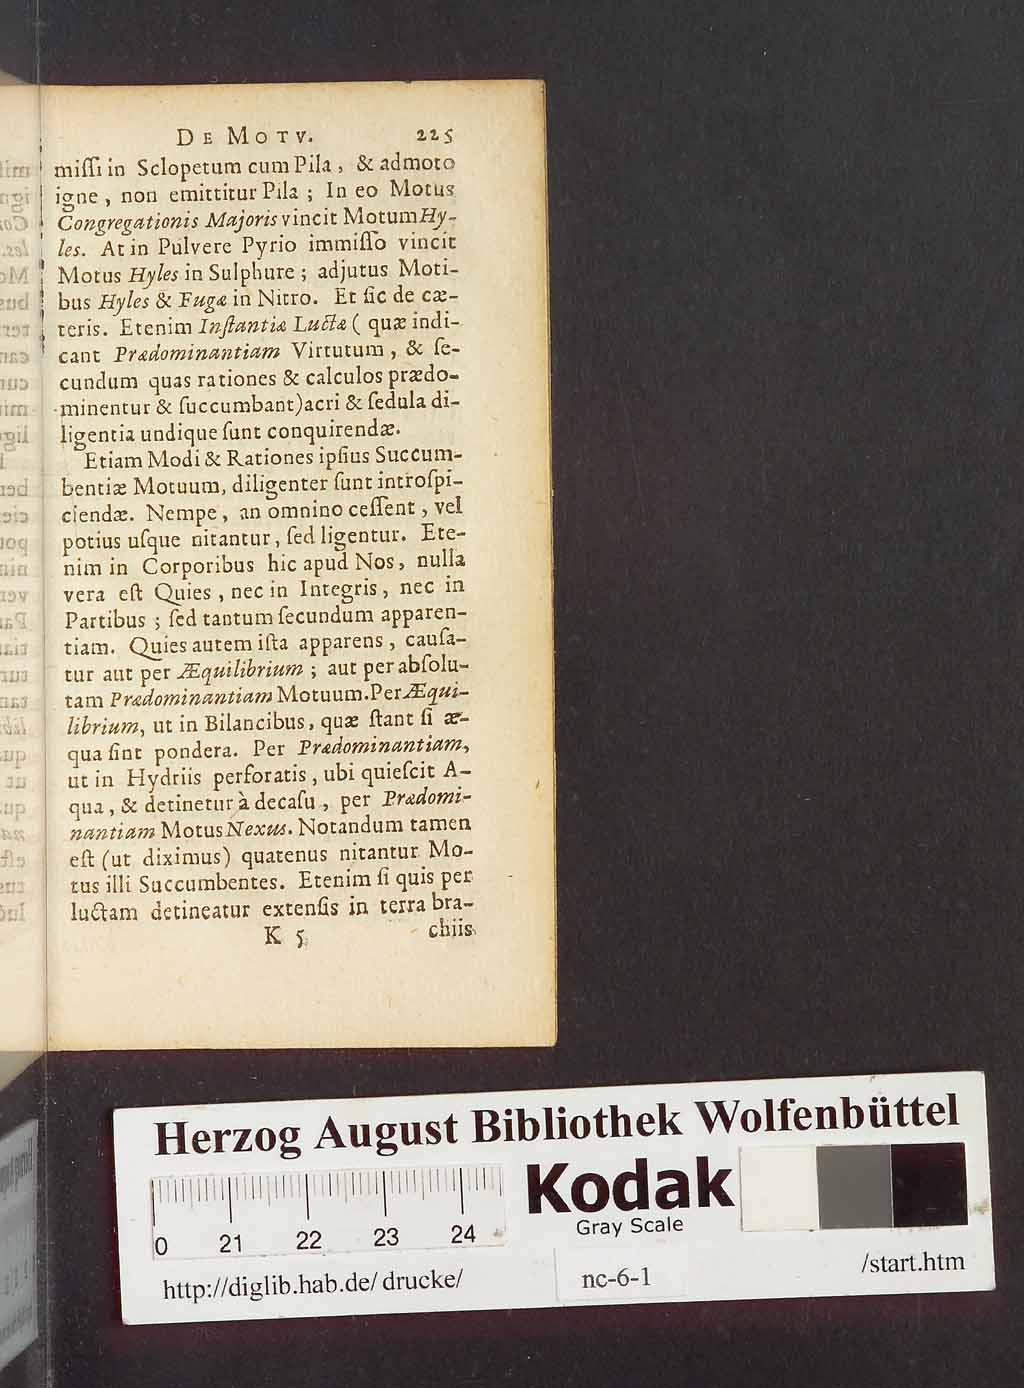 DE MOTV. 225
miſſi in Sclopetum cum Pila, & admoto
igne, non emittitur Pila; In eo Motus
Congregationis Majoris vincit Motum Hy-
les. At in Pulvere Pyrio immiſſo vincit
Motus Hyles in Sulphure; adjutus Moti-
bus Hyles & Fugæ in Nitro. Et ſic de cæ-
teris. Etenim Inſtantiæ Luctæ (quæ indi-
cant Prædominantiam Virtutum, & ſe-
cundum quas rationes & calculos prædo-
minentur & ſuccumbant) acri & ſedula di-
ligentia undique ſunt conquirendæ.
Etiam Modi & Rationes ipſius Succum-
bentiæ Motuum, diligenter ſunt introſpi-
ciendæ. Nempe, an omnino ceſſent, vel
potius uſque nitantur, ſed ligentur. Ete-
nim in Corporibus hic apud Nos, nulla
vera eſt Quies, nec in Integris, nec in
Partibus; ſed tantum ſecundum apparen-
tiam. Quies autem iſta apparens, cauſa-
tur aut per Æquilibrium; aut per abſolu-
tam Prædominantiam Motuum. Per Æqui-
librium, ut in Bilancibus, quæ ſtant ſi æ-
qua ſint pondera. Per Prædominantiam,
ut in Hydriis perforatis, ubi quieſcit A-
qua, & detinetur à decaſu, per Prædomi-
nantiam Motus Nexus. Notandum tamen
eſt (ut diximus) quatenus nitantur Mo-
tus illi Succumbentes. Etenim ſi quis per
luctam detineatur extenſis in terra bra-
K 5 chiis
Herzog August Bibliothek Wolfenbüttel
Kodak
Gray Scale
0 21 22 23 24
http://diglib.hab.de/drucke/ nc-6-1 /start.htm